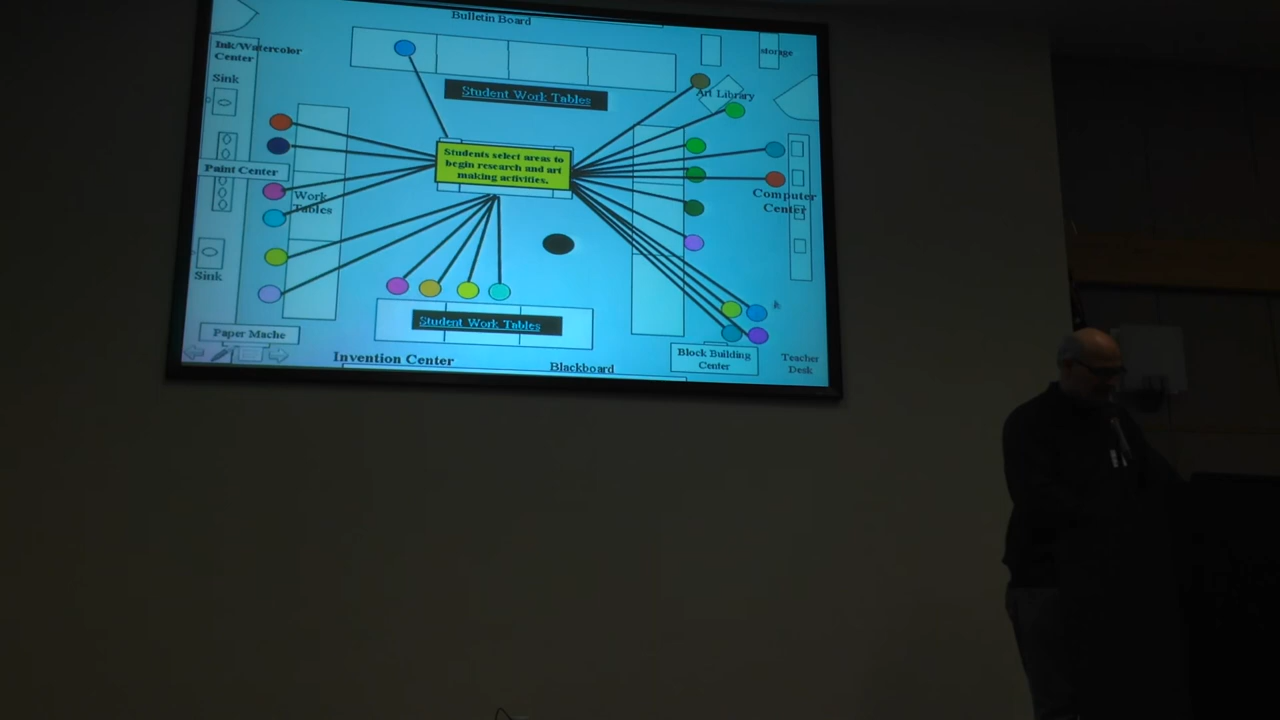 Bulletin Board
Ink/Watercolor
Center
storage
Sink
Student Work Tables
Art Library
Students select areas to
begin research and art
making activities.
Paint Center
Work
Tables
Computer
Center
Sink
Student Work Tables
Paper Mache
Invention Center
Blackboard
Block Building
Center
Teacher
Desk